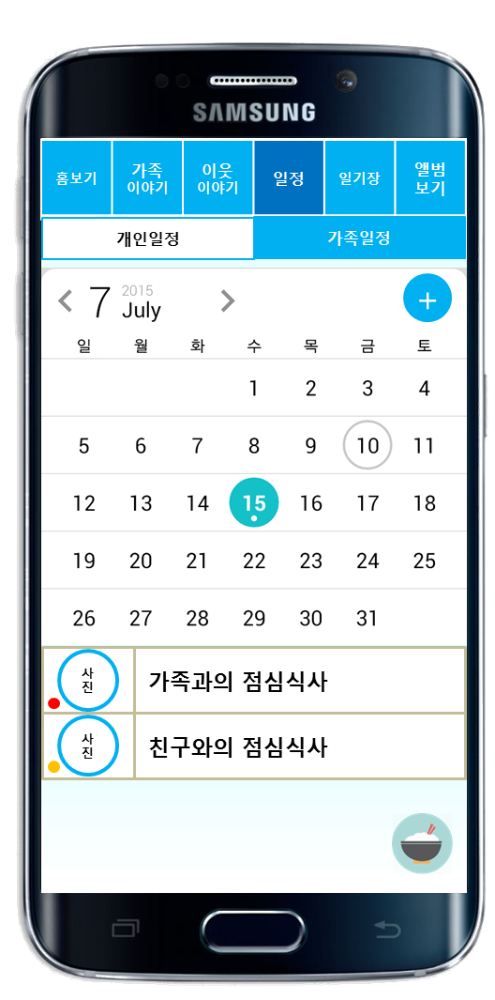 SAMSUNG
홈보기 가족 이야기 이웃 이야기 일정 일기장 앨범 보기
개인일정 가족일정
7 2015 July +
일 월 화 수 목 금 토
1 2 3 4
5 6 7 8 9 10 11
12 13 14 15 16 17 18
19 20 21 22 23 24 25
26 27 28 29 30 31
사진 가족과의 점심식사
사진 친구와의 점심식사